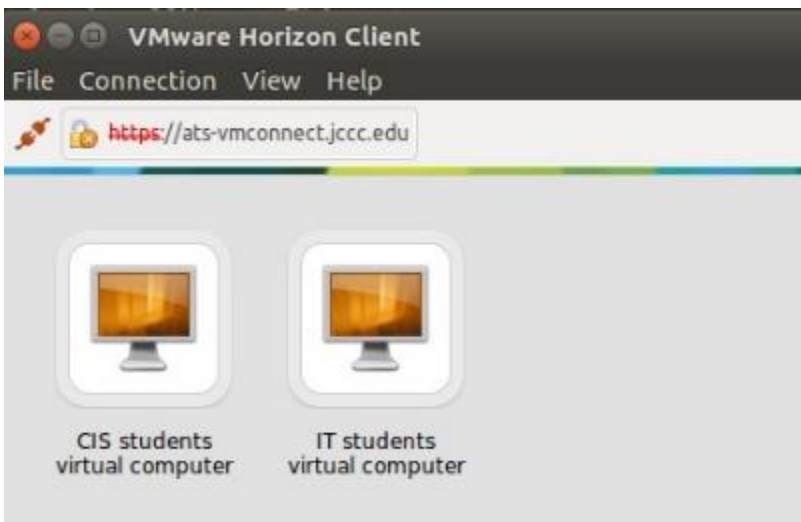 VMware Horizon Client
File Connection View Help
https://ats-vmconnect.jccc.edu
CIS students
virtual computer
IT students
virtual computer